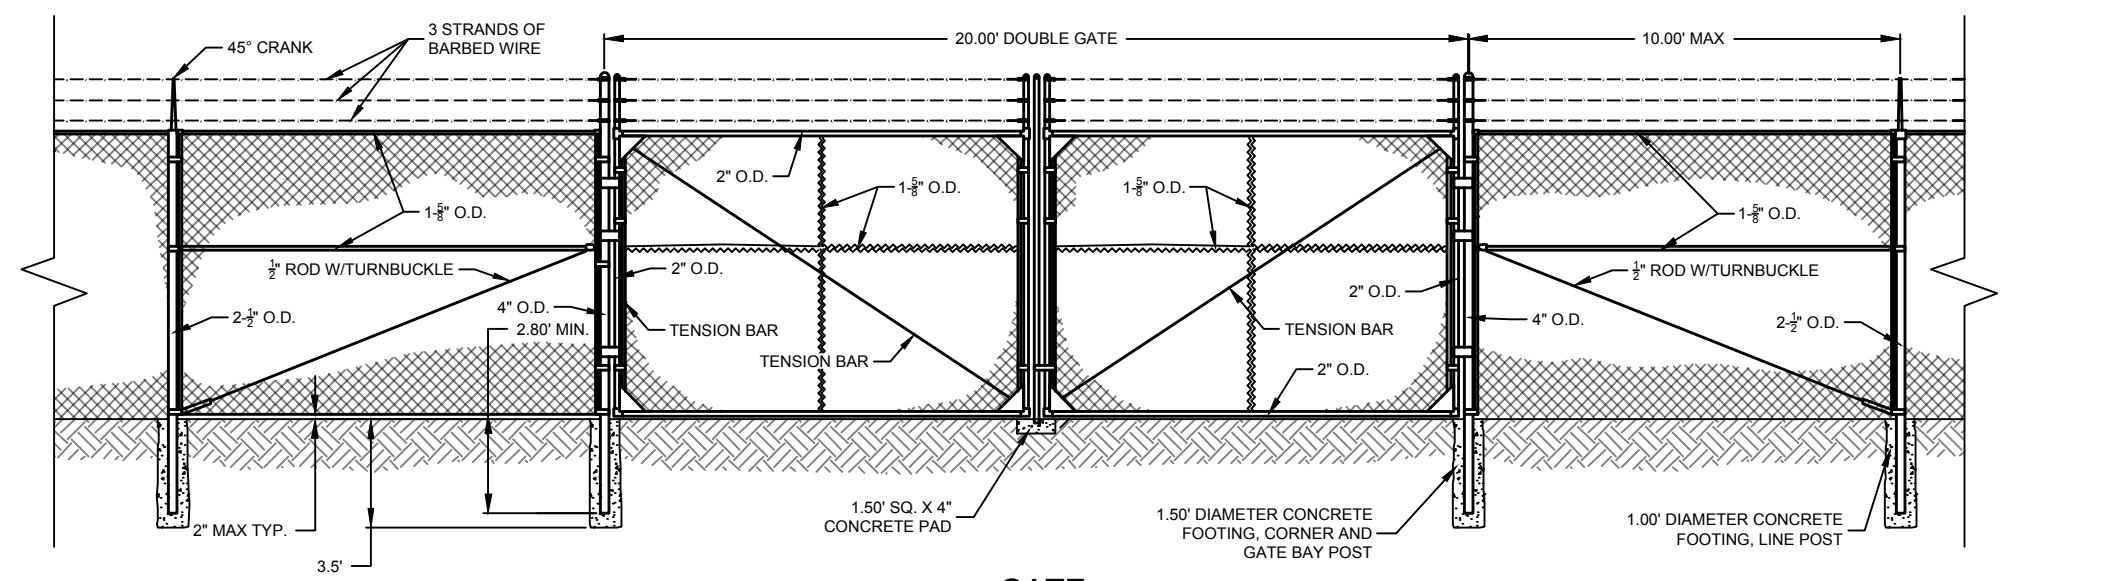 3 STRANDS OF
BARBED WIRE
45° CRANK
20.00' DOUBLE GATE
10.00' MAX
2" O.D.
1-5/8" O.D.
1-5/8" O.D.
1-5/8" O.D.
1-5/8" O.D.
1/2" ROD W/TURNBUCKLE
2" O.D.
1/2" ROD W/TURNBUCKLE
2" O.D.
2-1/2" O.D.
4" O.D.
2.80' MIN.
TENSION BAR
TENSION BAR
TENSION BAR
4" O.D.
2-1/2" O.D.
2" O.D.
1.50' SQ. X 4"
CONCRETE PAD
1.50' DIAMETER CONCRETE
FOOTING, CORNER AND
GATE BAY POST
1.00' DIAMETER CONCRETE
FOOTING, LINE POST
2" MAX TYP.
3.5'
GATE